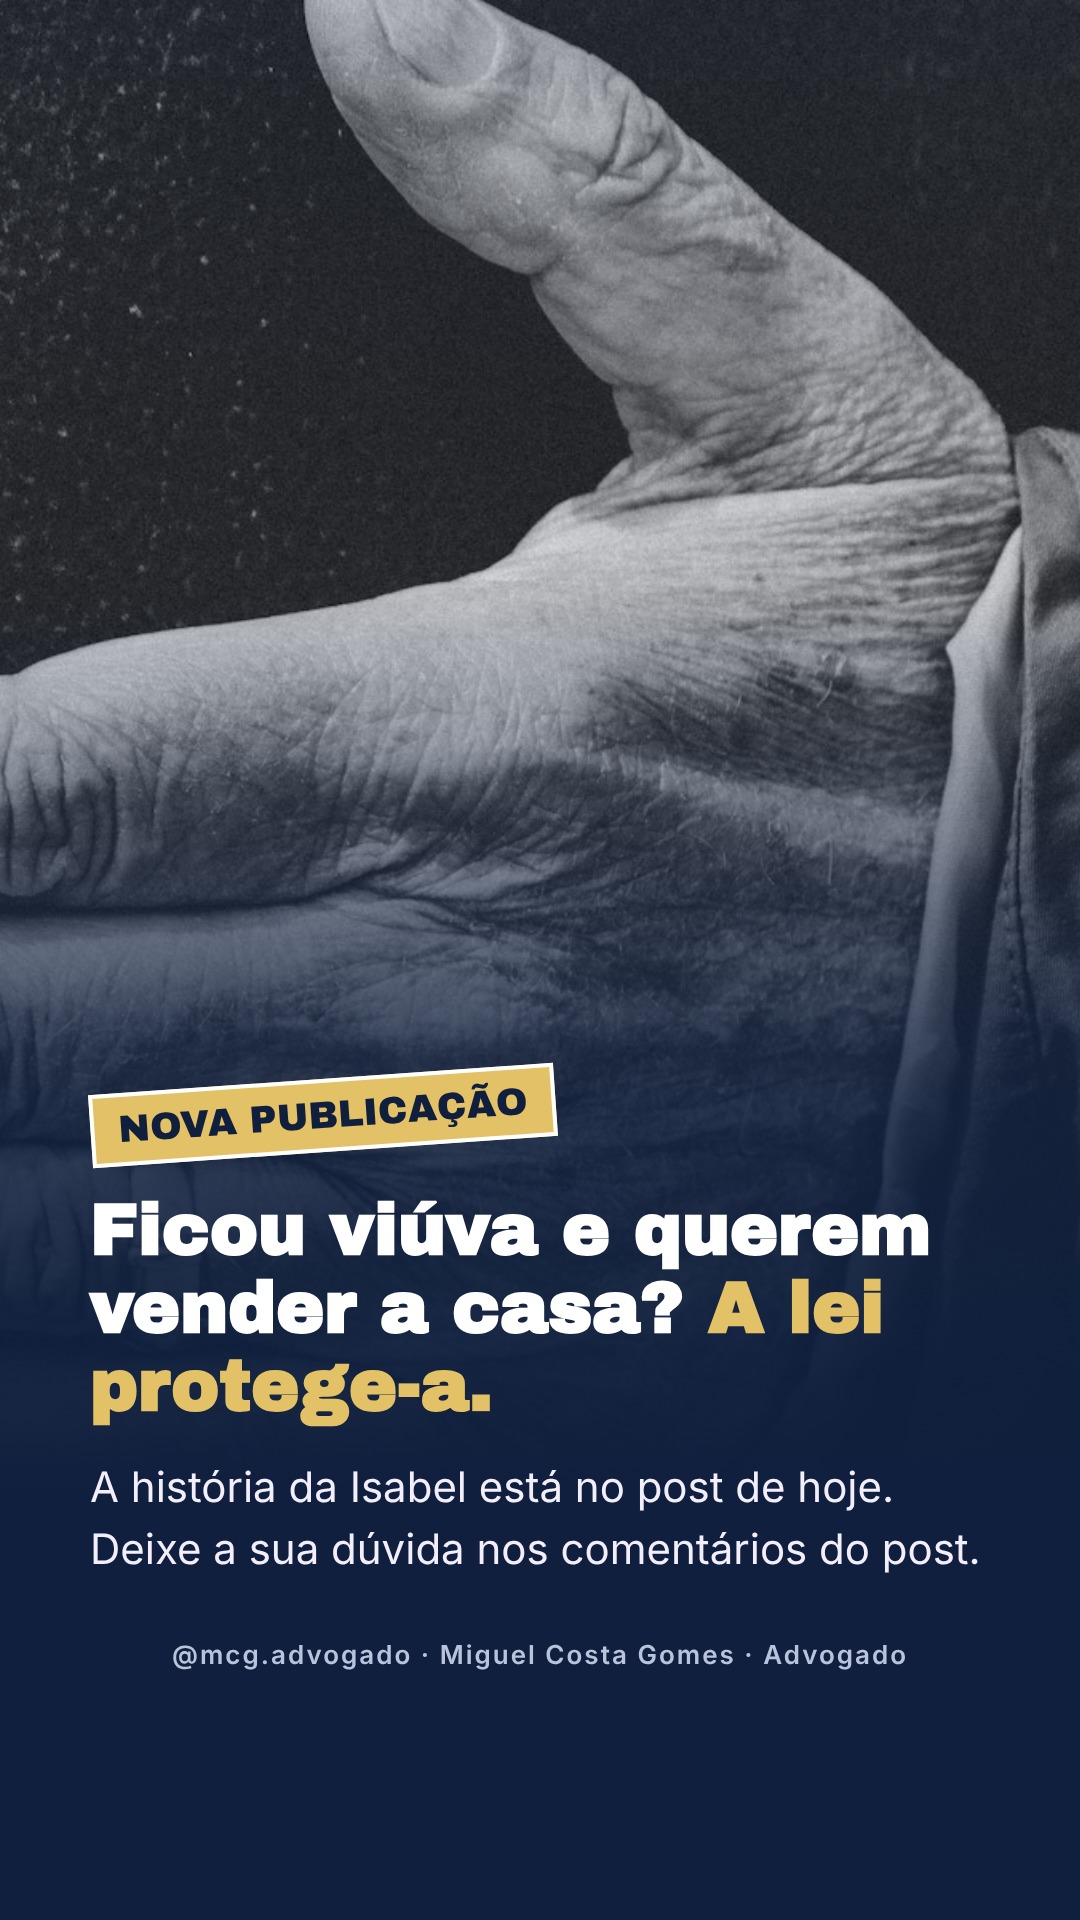 NOVA PUBLICAÇÃO
Ficou viúva e querem
vender a casa? A lei
protege-a.
A história da Isabel está no post de hoje.
Deixe a sua dúvida nos comentários do post.
@mcg.advogado · Miguel Costa Gomes · Advogado